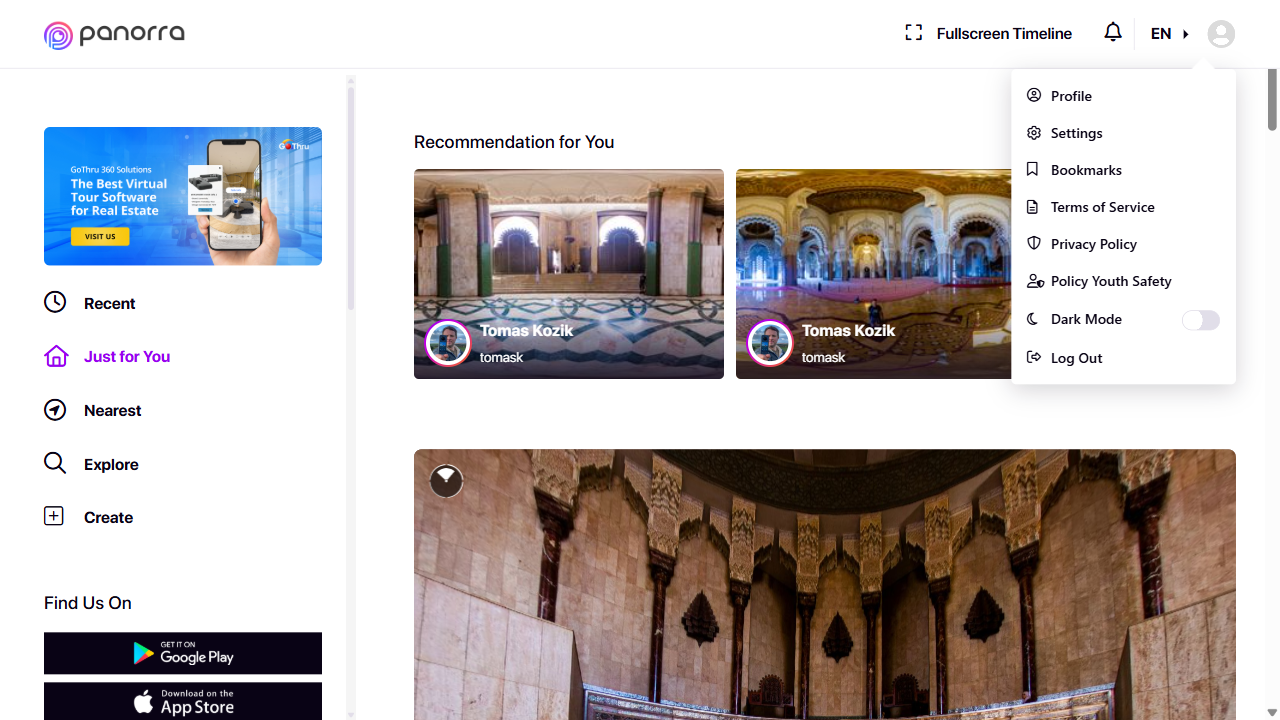 panorra
Fullscreen Timeline
EN
GoThru
GoThru 360 Solutions
The Best Virtual
Tour Software
for Real Estate
VISIT US
Recent
Just for You
Nearest
Explore
Create
Find Us On
GET IT ON
Google Play
Download on the
App Store
Recommendation for You
Tomas Kozik
tomask
Tomas Kozik
tomask
Profile
Settings
Bookmarks
Terms of Service
Privacy Policy
Policy Youth Safety
Dark Mode
Log Out